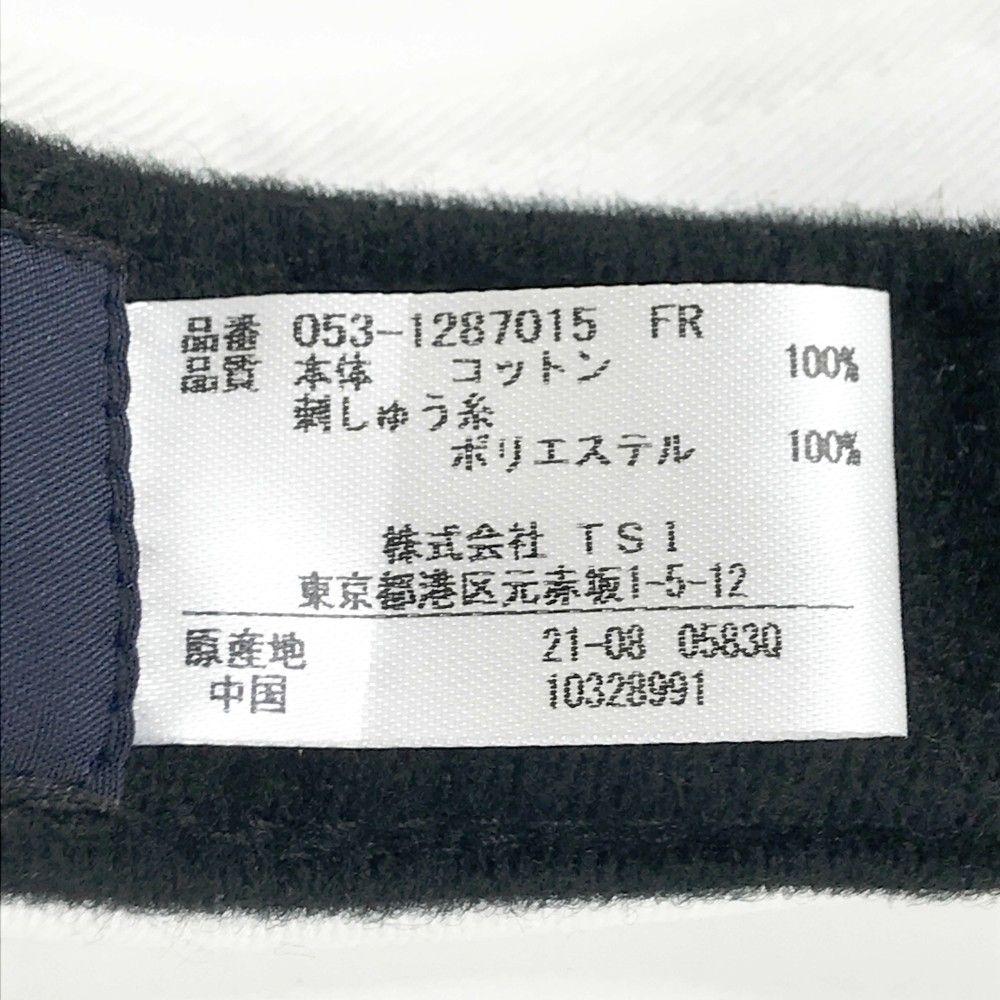 品番 053-1287015 FR
品質 本体 コットン 100%
刺しゅう糸
ポリエステル 100%
株式会社 TSI
東京都港区元赤坂1-5-12
原産地 21-08 0583Q
中国 10328991